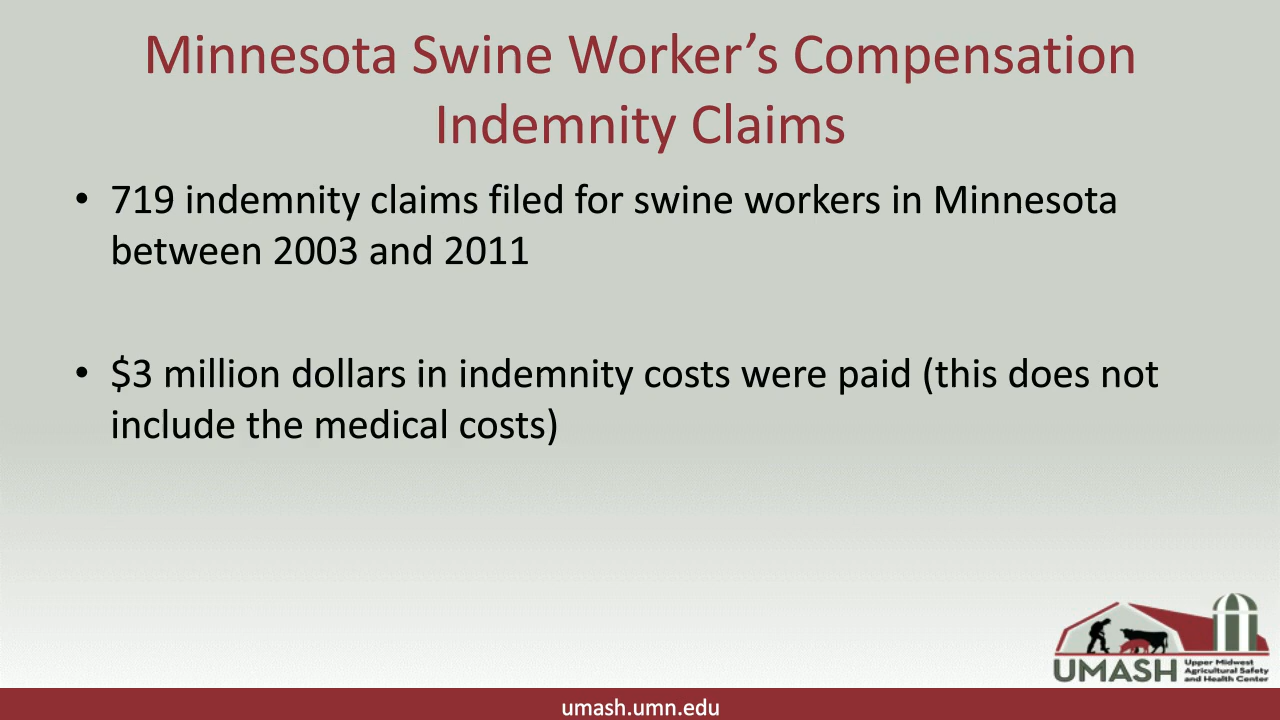 Minnesota Swine Worker’s Compensation
Indemnity Claims
• 719 indemnity claims filed for swine workers in Minnesota
between 2003 and 2011
• $3 million dollars in indemnity costs were paid (this does not
include the medical costs)
UMASH
Upper Midwest
Agricultural Safety
and Health Center
umash.umn.edu